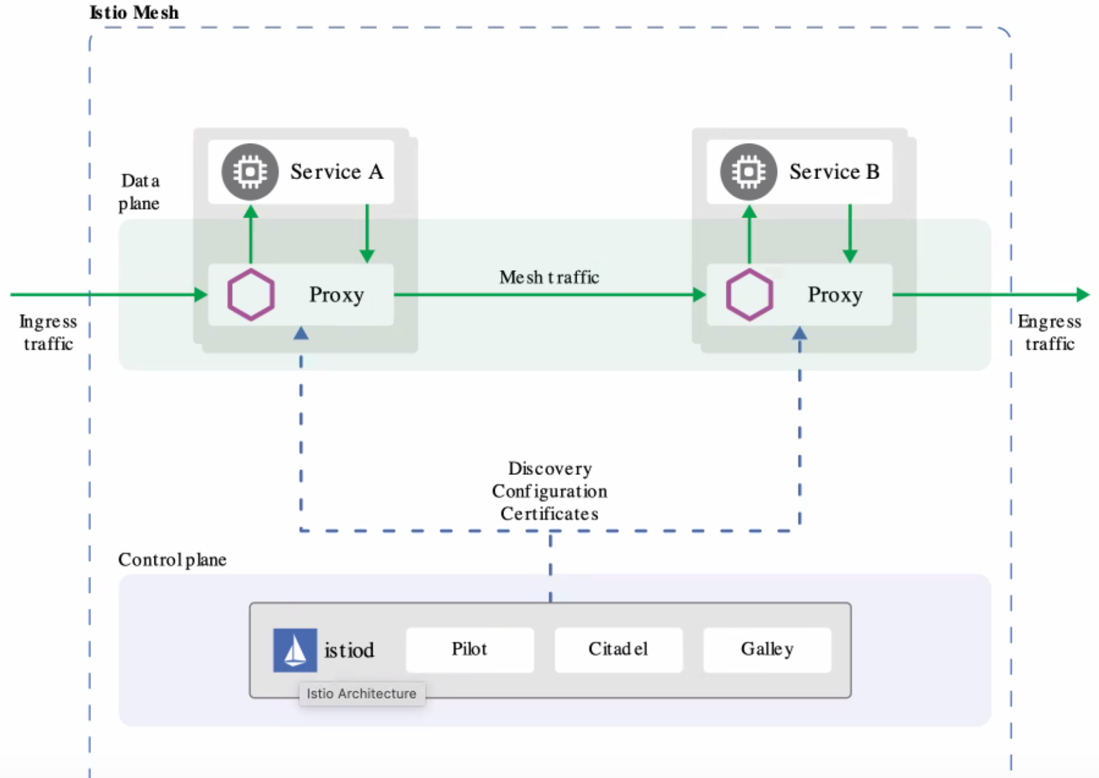 Istio Mesh
Service A
Service B
Data
plane
Proxy
Mesh traffic
Proxy
Ingress
traffic
Engress
traffic
Discovery
Configuration
Certificates
Control plane
istiod
Pilot
Citadel
Galley
Istio Architecture